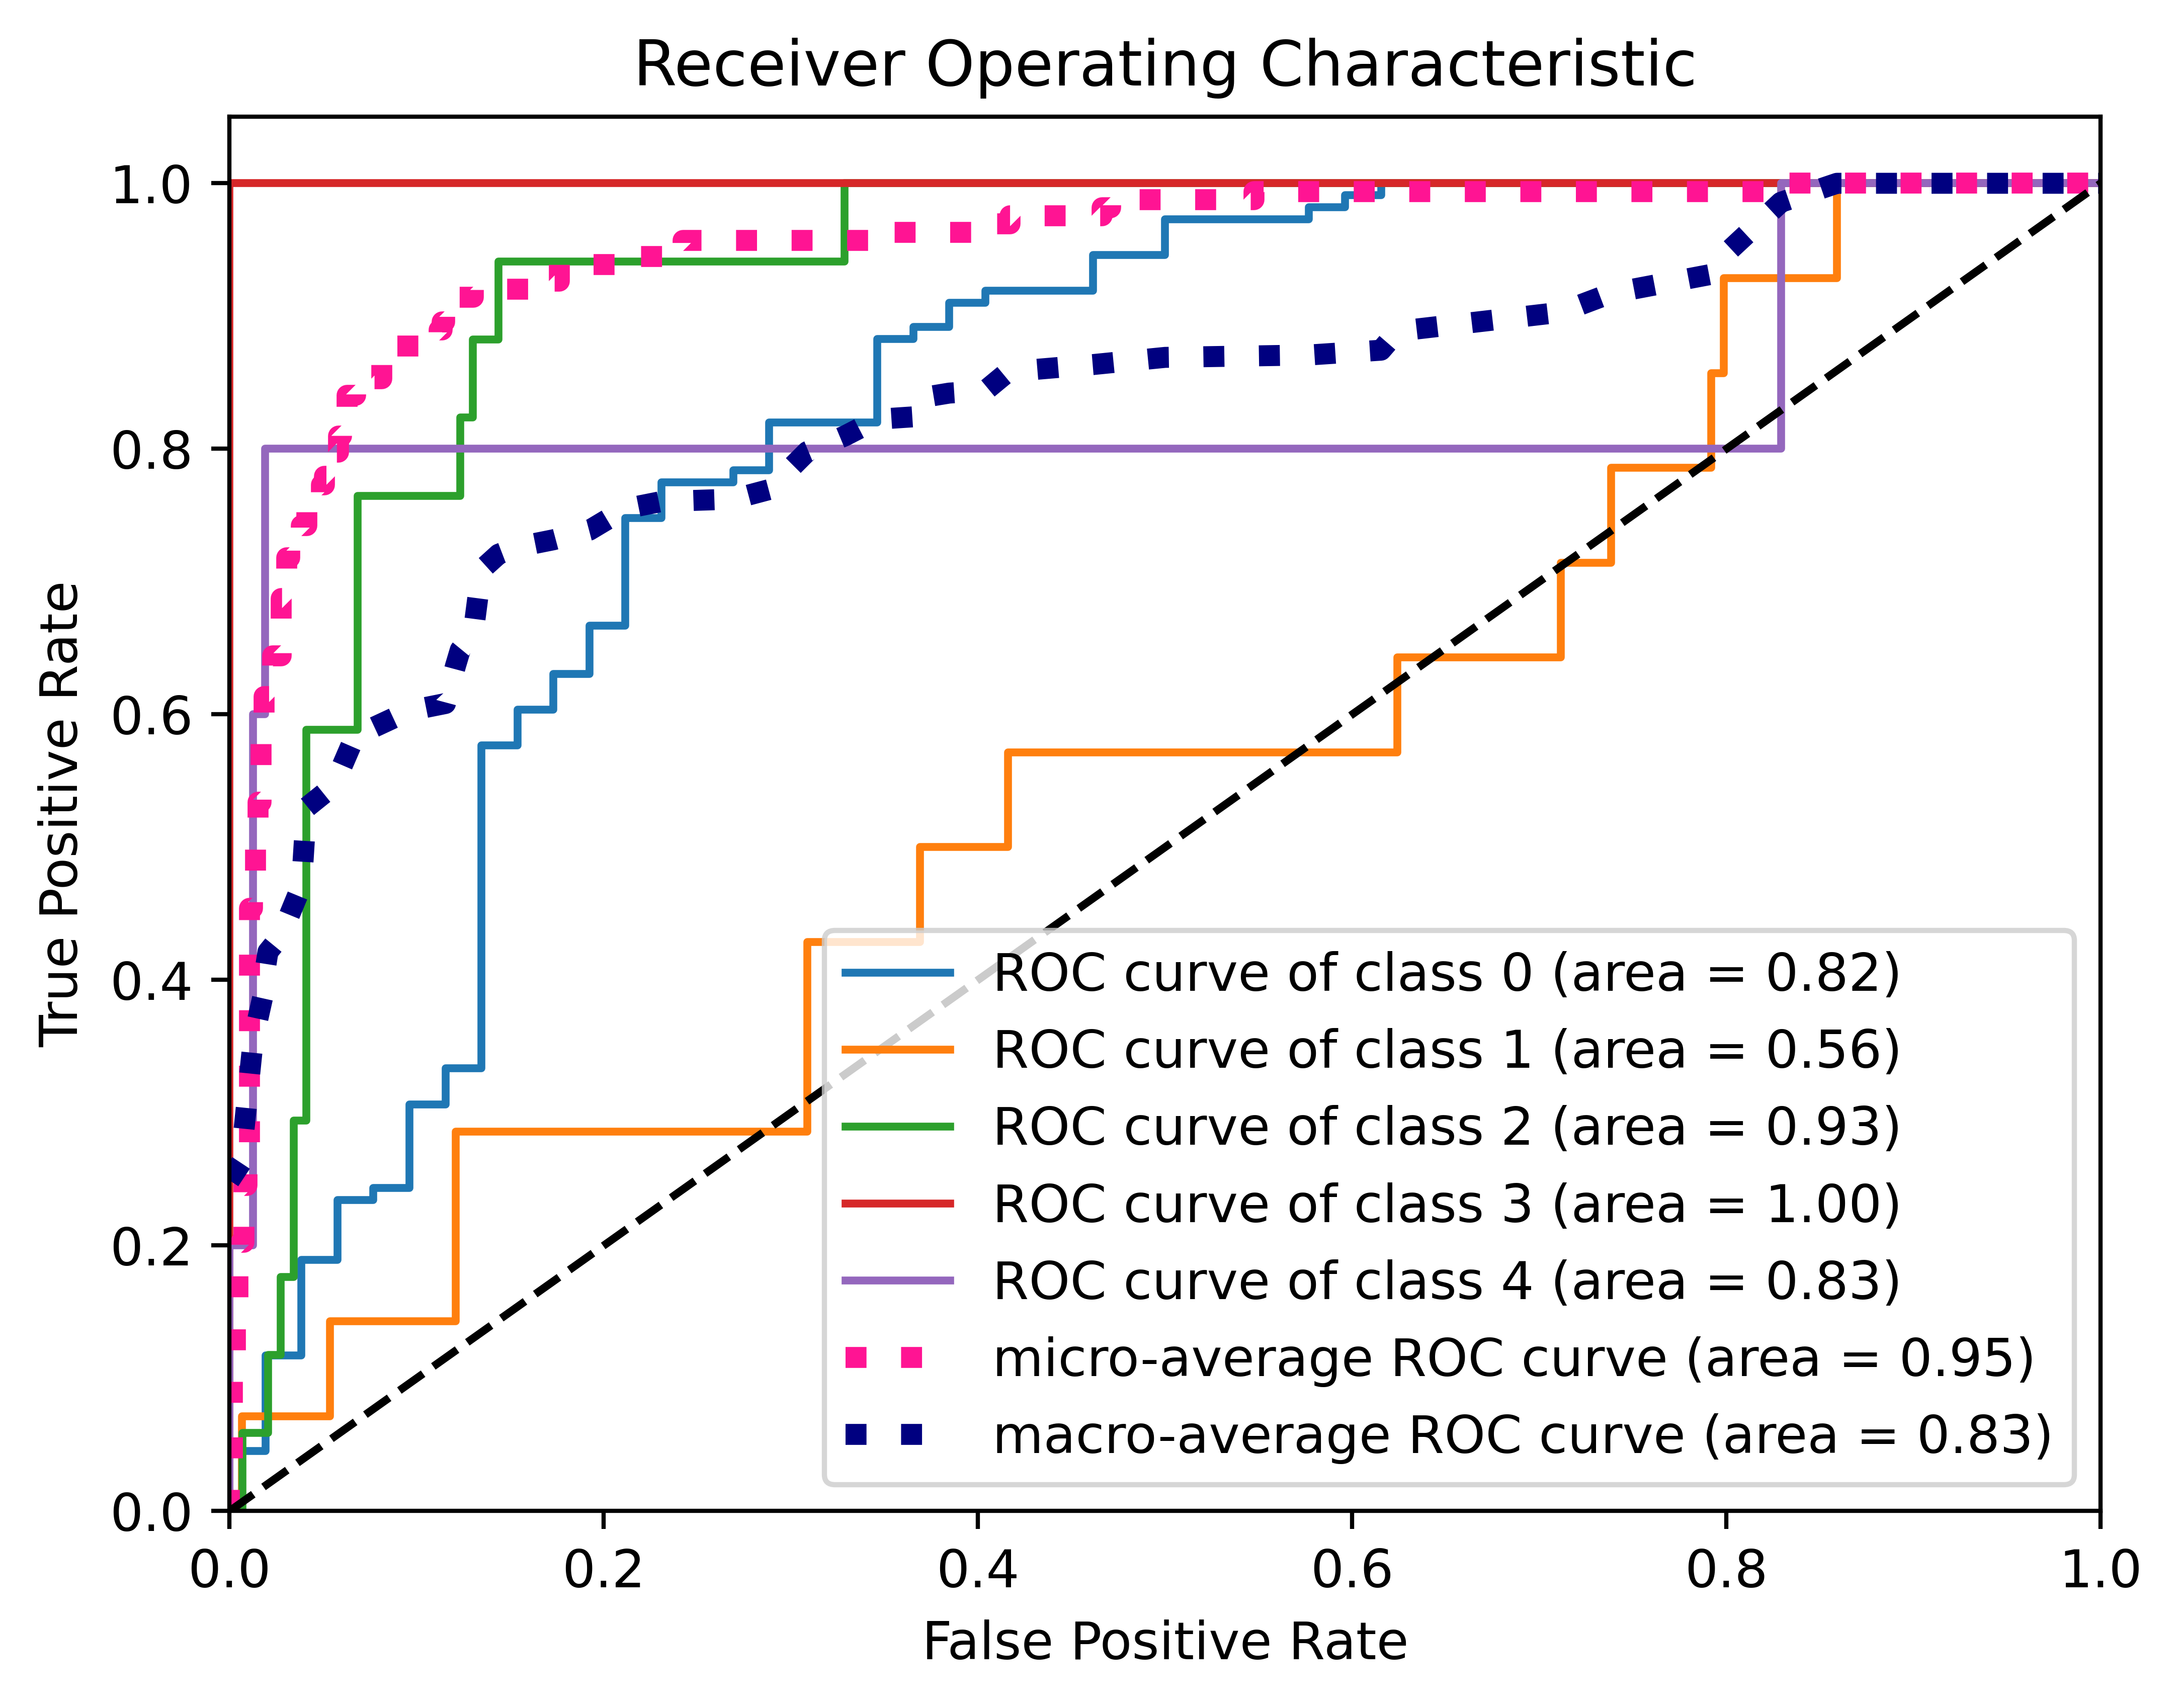 Receiver Operating Characteristic
True Positive Rate
1.0
0.8
0.6
0.4
0.2
0.0
ROC curve of class 0 (area = 0.82)
ROC curve of class 1 (area = 0.56)
ROC curve of class 2 (area = 0.93)
ROC curve of class 3 (area = 1.00)
ROC curve of class 4 (area = 0.83)
micro-average ROC curve (area = 0.95)
macro-average ROC curve (area = 0.83)
0.0 0.2 0.4 0.6 0.8 1.0
False Positive Rate